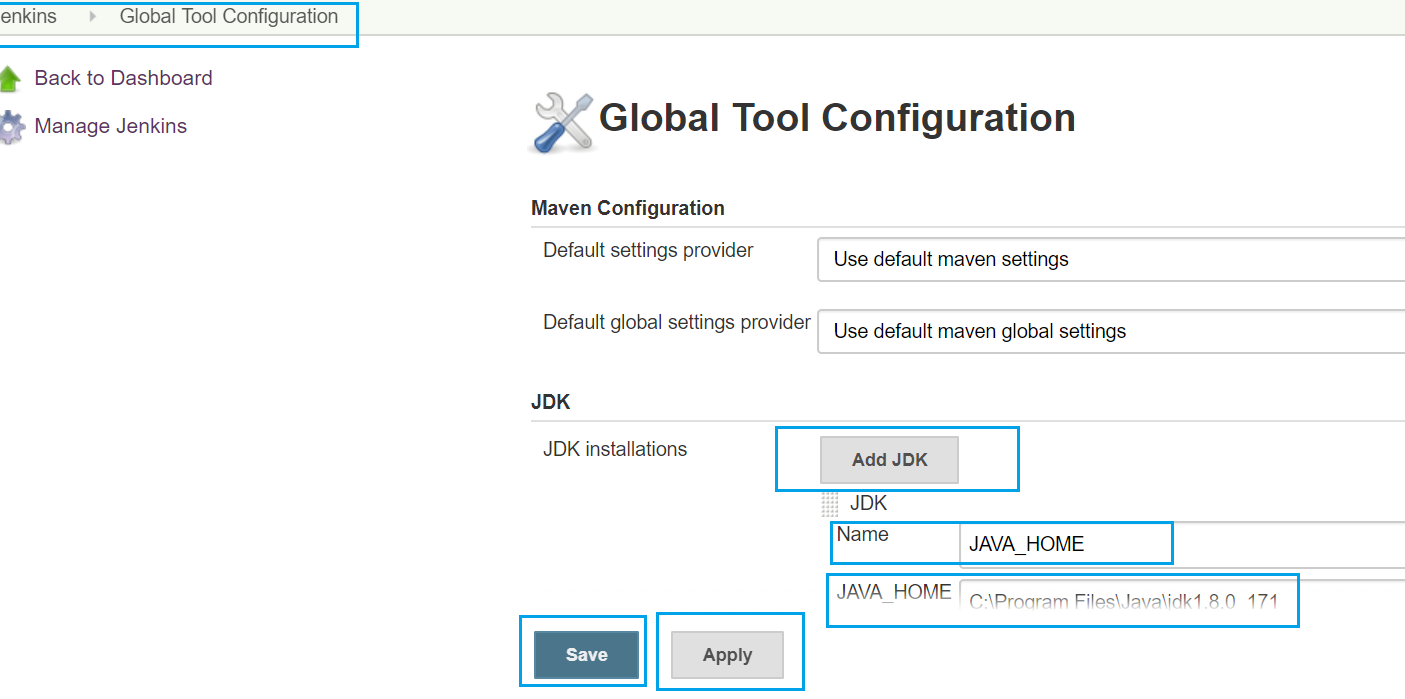 enkins Global Tool Configuration
Back to Dashboard
Manage Jenkins
Global Tool Configuration
Maven Configuration
Default settings provider
Use default maven settings
Default global settings provider
Use default maven global settings
JDK
JDK installations
Add JDK
JDK
Name
JAVA_HOME
JAVA_HOME
C:\Program Files\Java\jdk1.8.0_171
Save
Apply